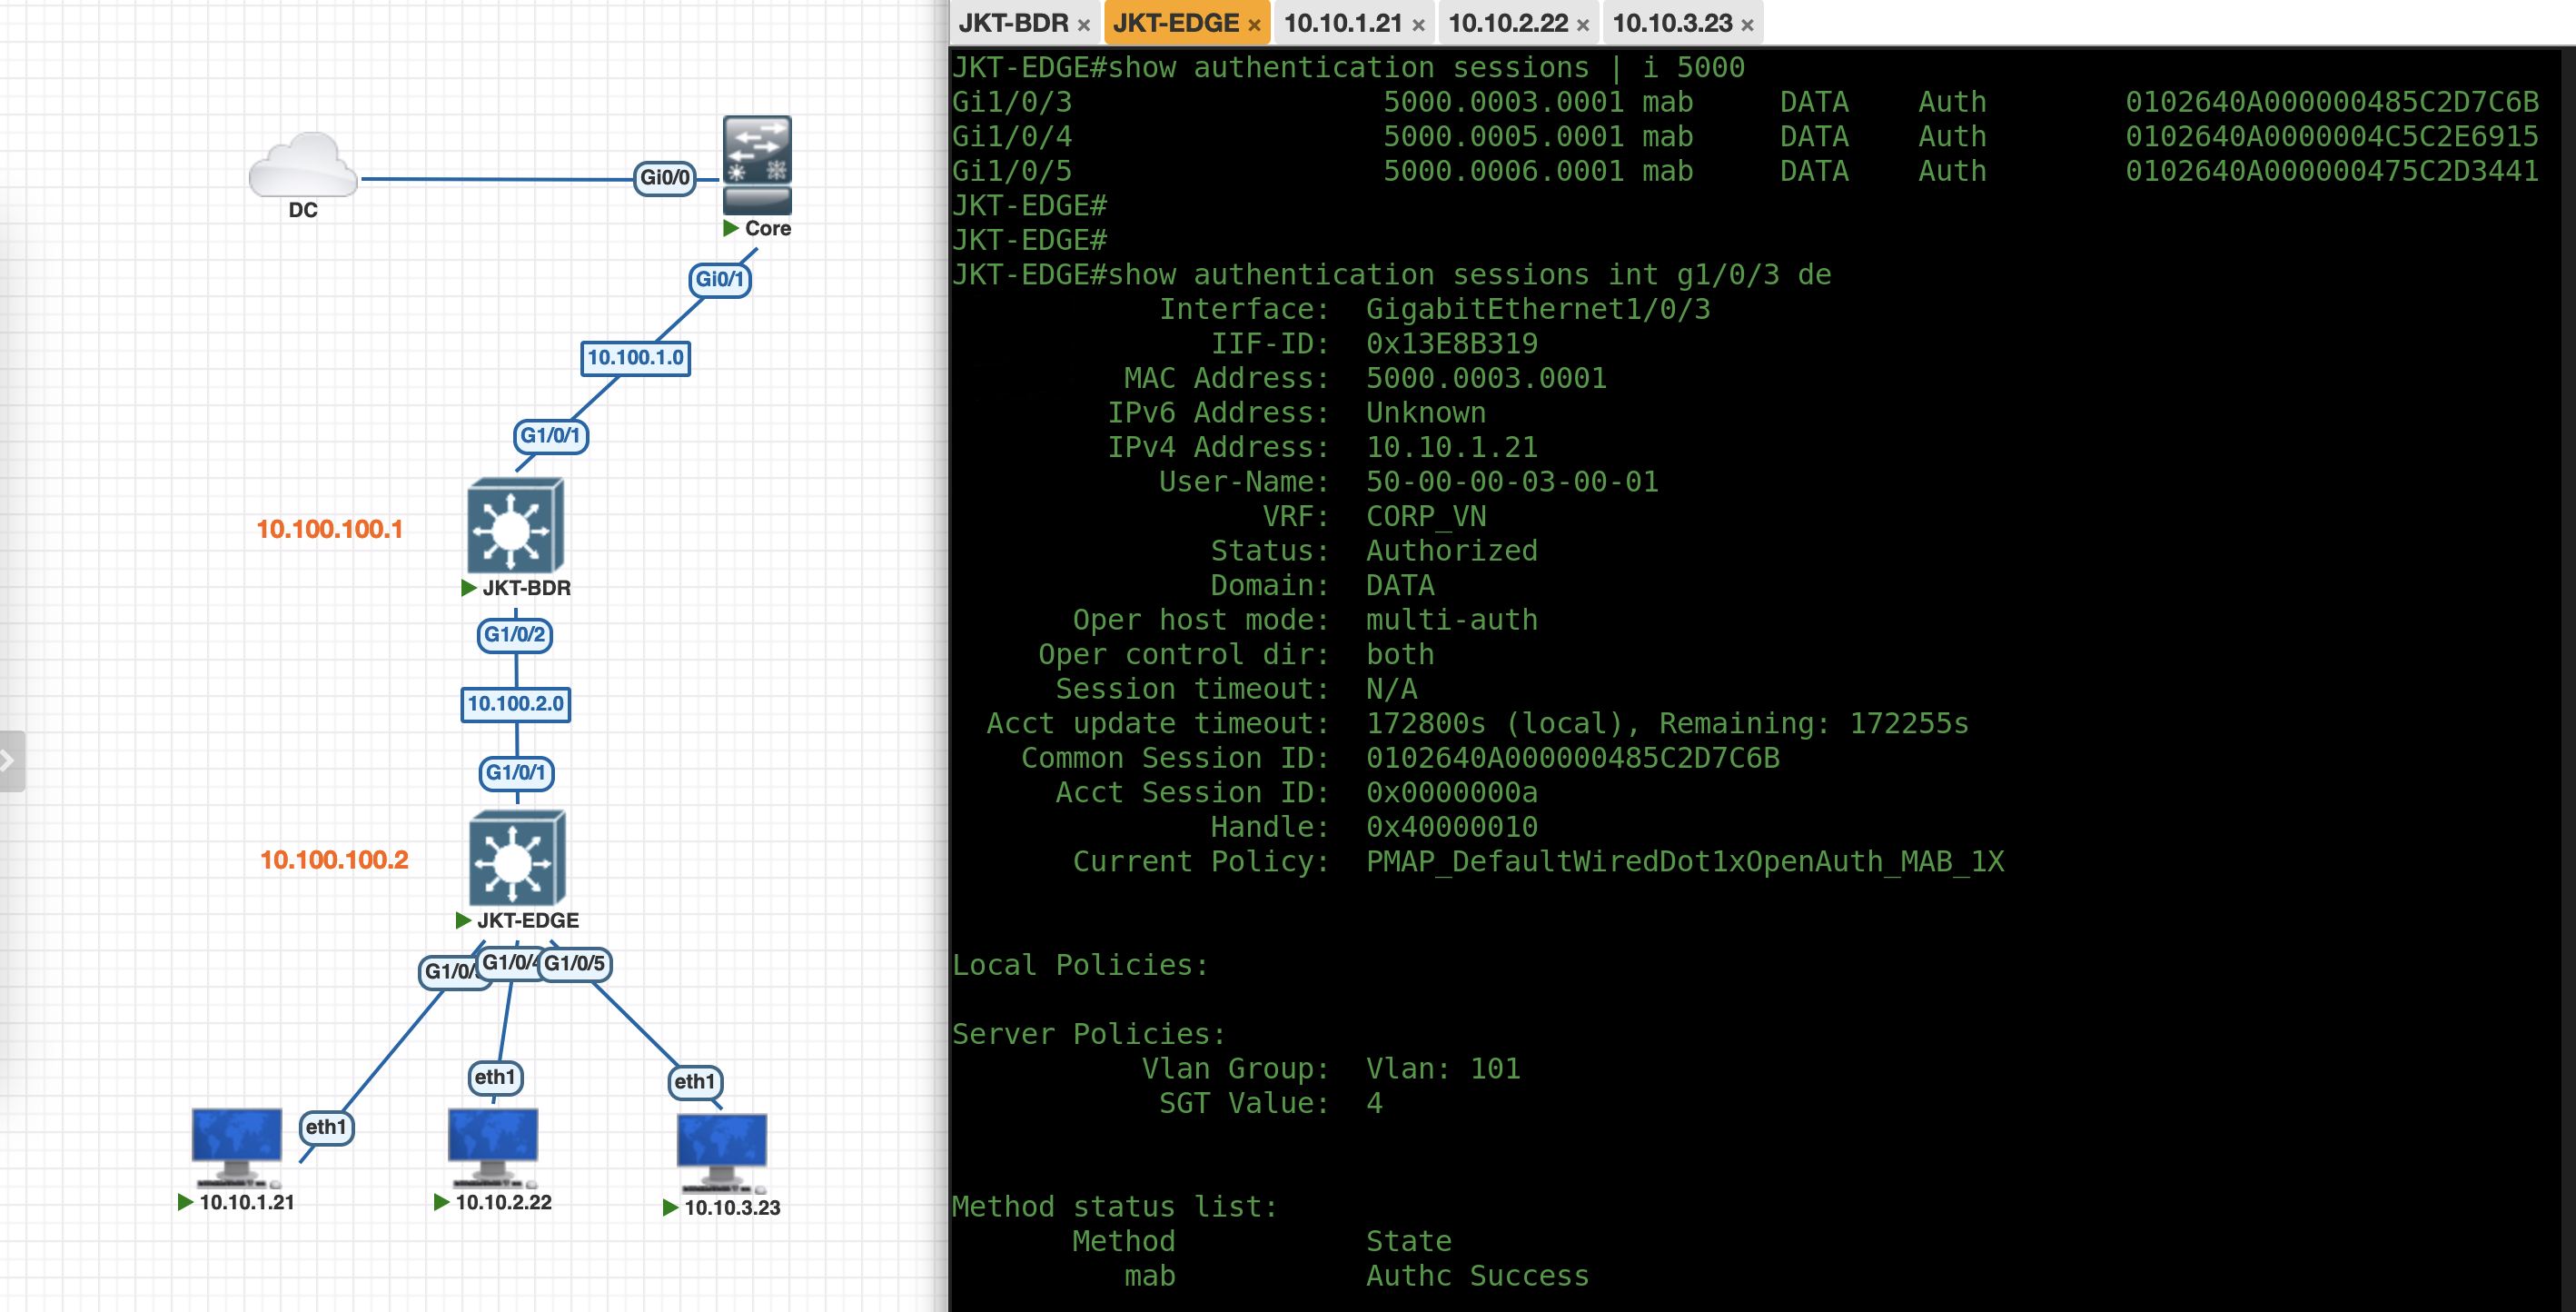 DC
Gi0/0
Core
Gi0/1
10.100.1.0
G1/0/1
10.100.100.1
JKT-BDR
G1/0/2
10.100.2.0
G1/0/1
10.100.100.2
JKT-EDGE
G1/0/ G1/0/4 G1/0/5
eth1 eth1 eth1
10.10.1.21 10.10.2.22 10.10.3.23
JKT-BDR × JKT-EDGE × 10.10.1.21 × 10.10.2.22 × 10.10.3.23 ×
JKT-EDGE#show authentication sessions | i 5000
Gi1/0/3 5000.0003.0001 mab DATA Auth 0102640A000000485C2D7C6B
Gi1/0/4 5000.0005.0001 mab DATA Auth 0102640A0000004C5C2E6915
Gi1/0/5 5000.0006.0001 mab DATA Auth 0102640A000000475C2D3441
JKT-EDGE#
JKT-EDGE#
JKT-EDGE#show authentication sessions int g1/0/3 de
Interface: GigabitEthernet1/0/3
IIF-ID: 0x13E8B319
MAC Address: 5000.0003.0001
IPv6 Address: Unknown
IPv4 Address: 10.10.1.21
User-Name: 50-00-00-03-00-01
VRF: CORP_VN
Status: Authorized
Domain: DATA
Oper host mode: multi-auth
Oper control dir: both
Session timeout: N/A
Acct update timeout: 172800s (local), Remaining: 172255s
Common Session ID: 0102640A000000485C2D7C6B
Acct Session ID: 0x0000000a
Handle: 0x40000010
Current Policy: PMAP_DefaultWiredDot1xOpenAuth_MAB_1X
Local Policies:
Server Policies:
Vlan Group: Vlan: 101
SGT Value: 4
Method status list:
Method State
mab Authc Success